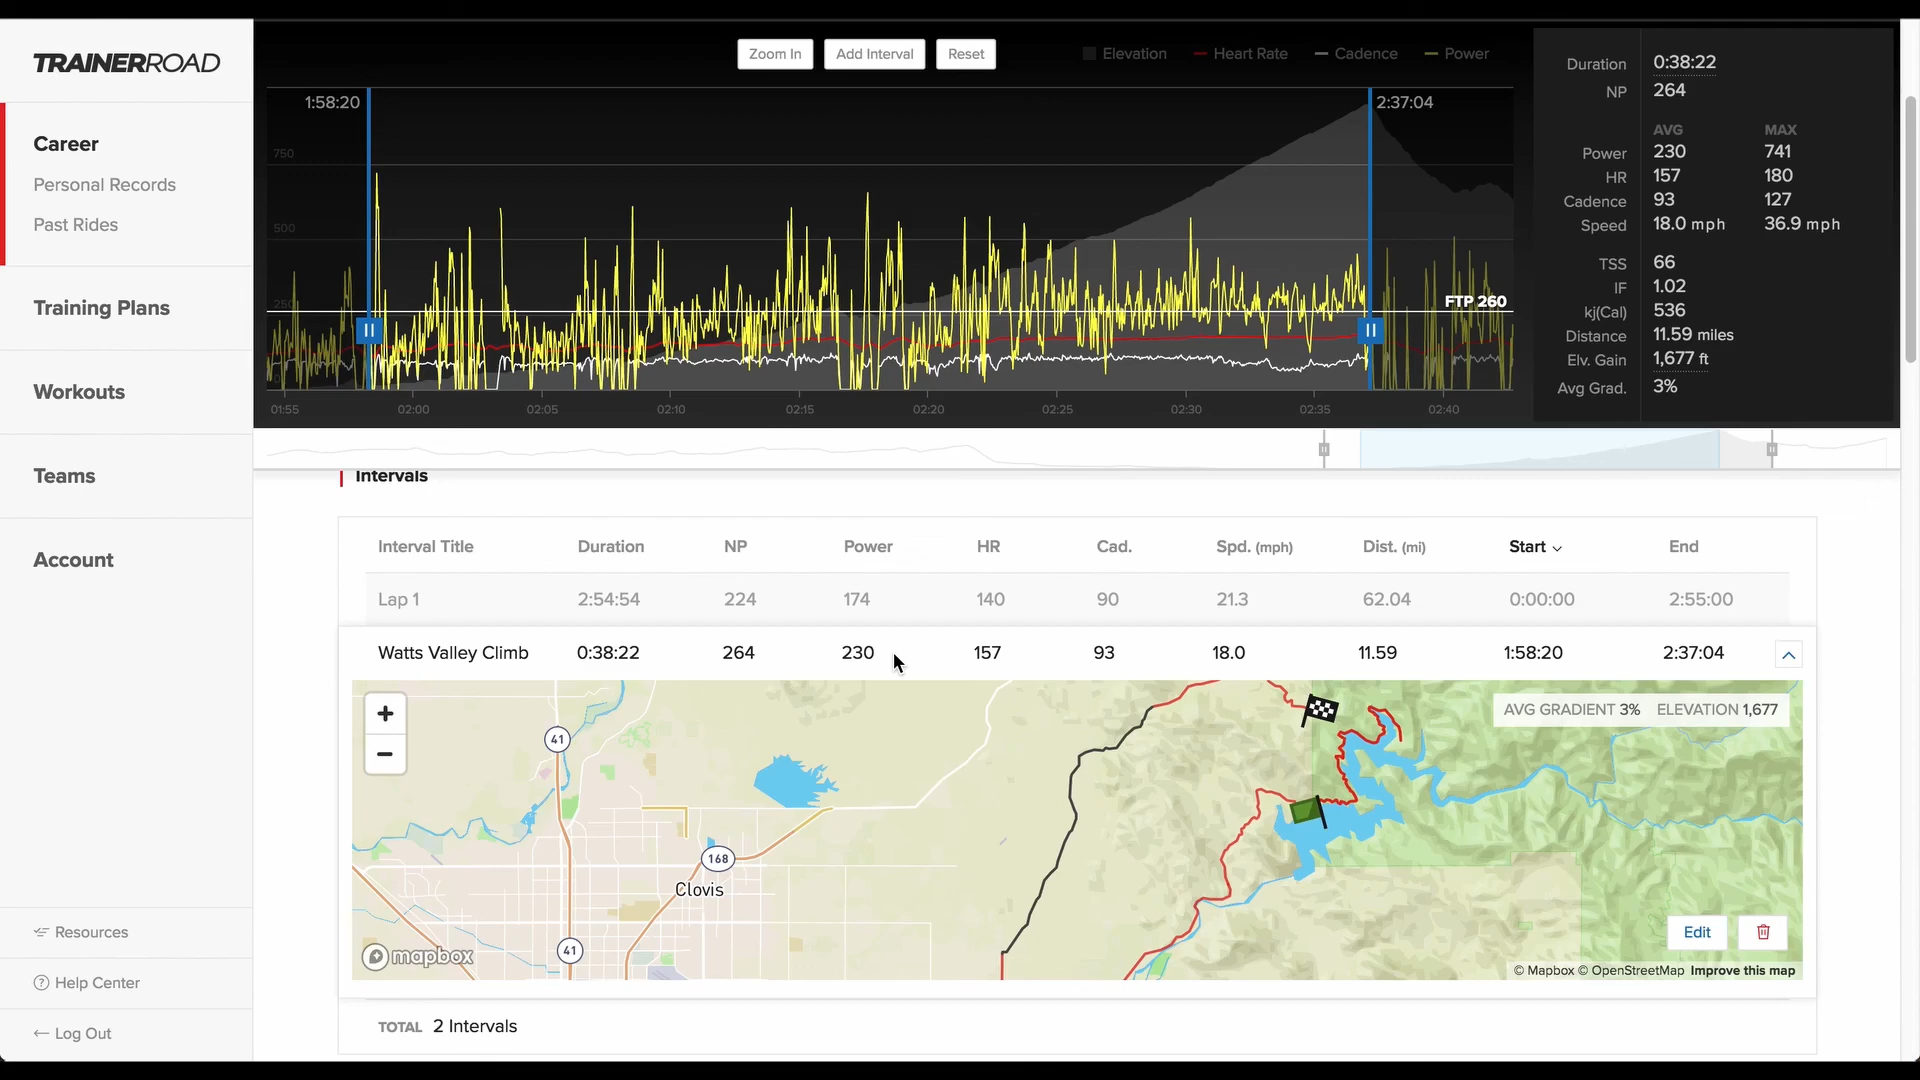 TRAINERROAD
Career
Personal Records
Past Rides
Training Plans
Workouts
Teams
Account
Resources
Help Center
Log Out
Zoom In
Add Interval
Reset
Elevation
Heart Rate
Cadence
Power
1:58:20
2:37:04
750
500
250
0
FTP 260
01:55
02:00
02:05
02:10
02:15
02:20
02:25
02:30
02:35
02:40
Duration 0:38:22
NP 264
AVG MAX
Power 230 741
HR 157 180
Cadence 93 127
Speed 18.0 mph 36.9 mph
TSS 66
IF 1.02
kj(Cal) 536
Distance 11.59 miles
Elv. Gain 1,677 ft
Avg Grad. 3%
Intervals
Interval Title Duration NP Power HR Cad. Spd. (mph) Dist. (mi) Start End
Lap 1 2:54:54 224 174 140 90 21.3 62.04 0:00:00 2:55:00
Watts Valley Climb 0:38:22 264 230 157 93 18.0 11.59 1:58:20 2:37:04
+
−
AVG GRADIENT 3% ELEVATION 1,677
41
168
Clovis
41
mapbox
Edit
© Mapbox © OpenStreetMap Improve this map
TOTAL 2 Intervals